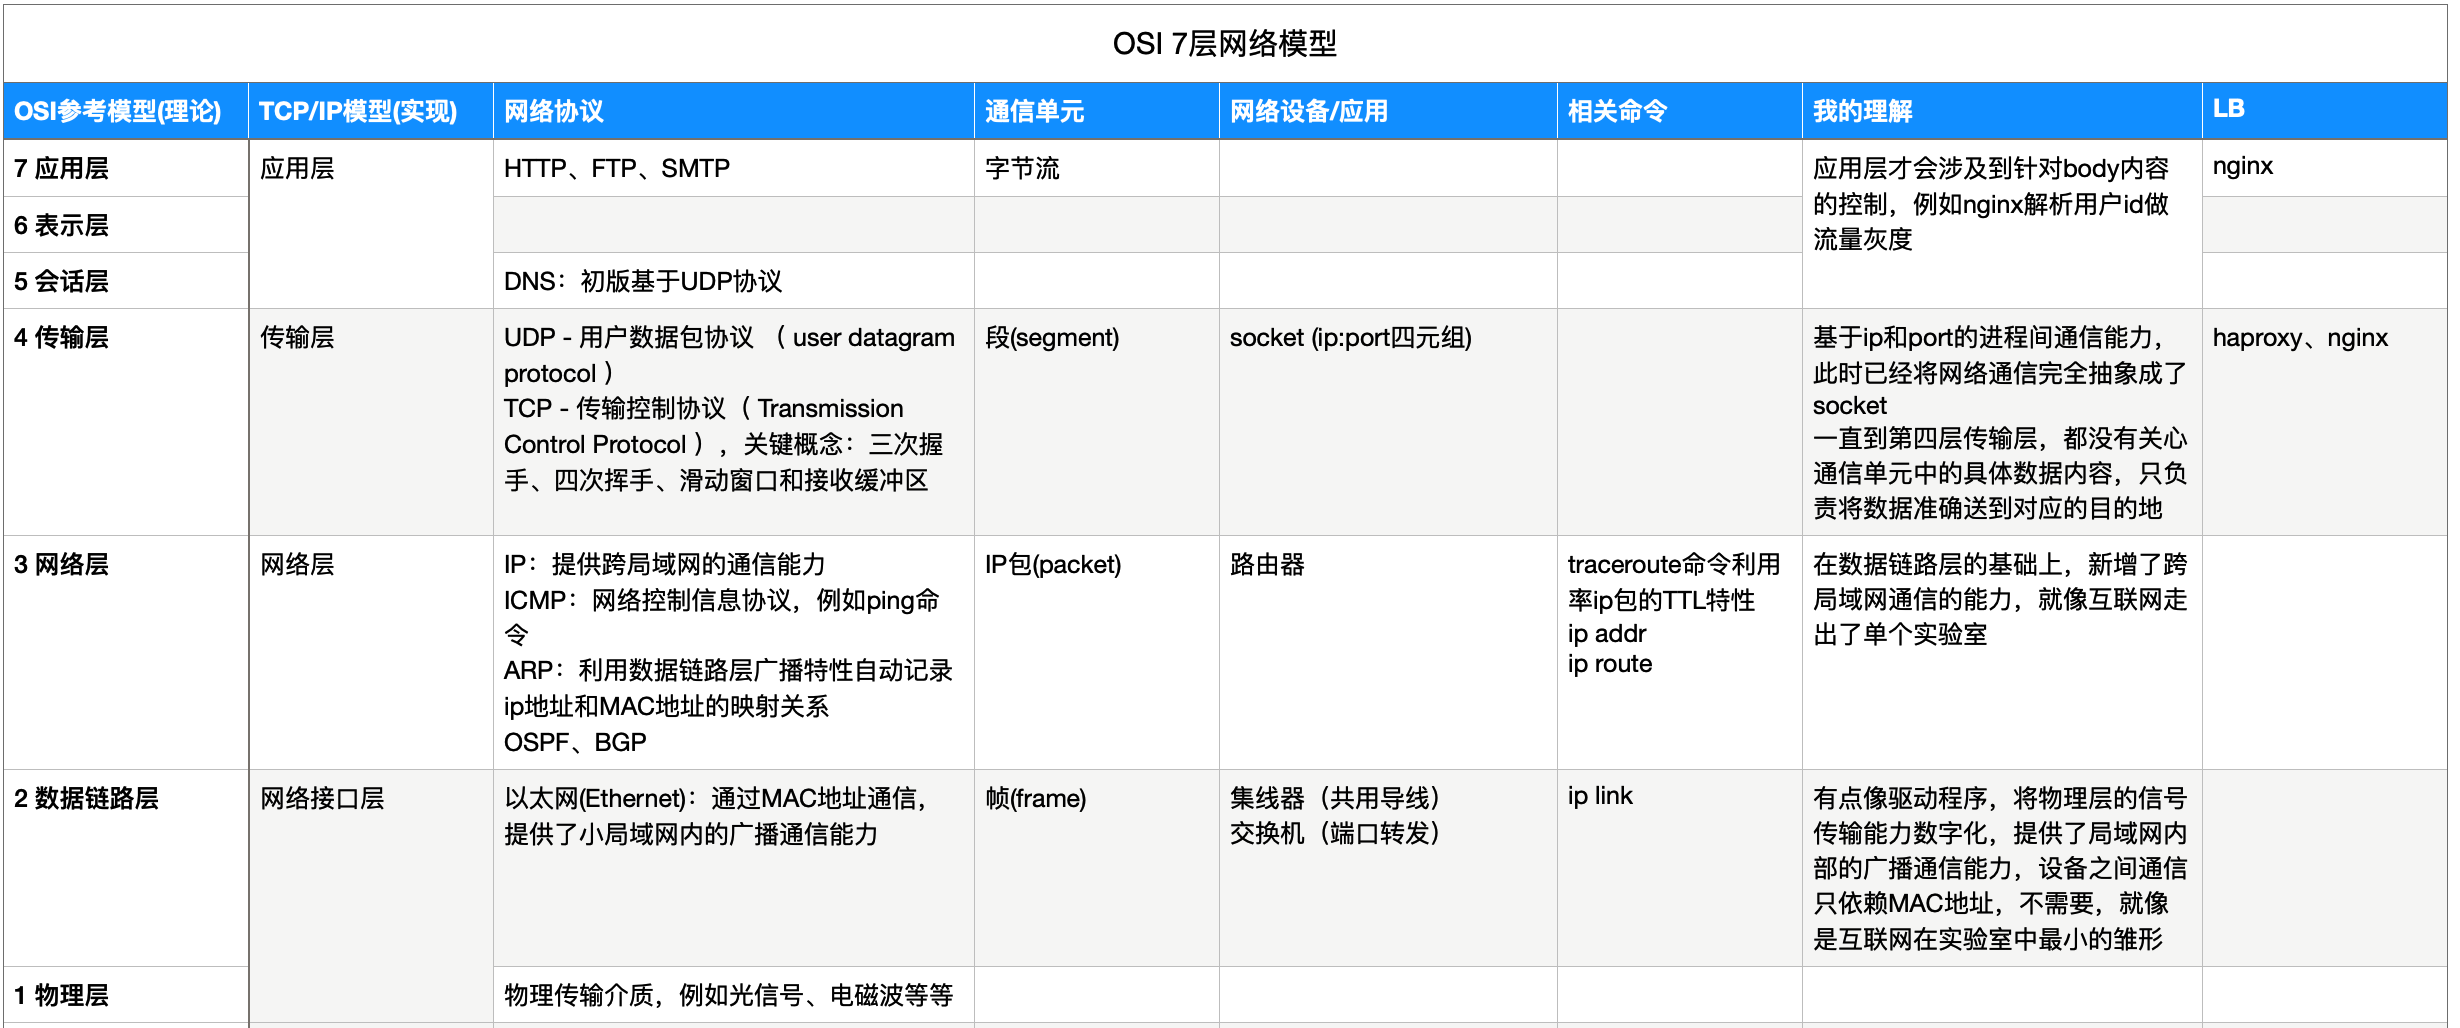 OSI 7层网络模型
OSI参考模型(理论)
TCP/IP模型(实现)
网络协议
通信单元
网络设备/应用
相关命令
我的理解
LB
7 应用层
应用层
HTTP、FTP、SMTP
字节流
应用层才会涉及到针对body内容
的控制，例如nginx解析用户id做
流量灰度
nginx
6 表示层
5 会话层
DNS：初版基于UDP协议
4 传输层
传输层
UDP - 用户数据包协议 （ user datagram
protocol ）
TCP - 传输控制协议（ Transmission
Control Protocol ），关键概念：三次握
手、四次挥手、滑动窗口和接收缓冲区
段(segment)
socket (ip:port四元组)
基于ip和port的进程间通信能力，
此时已经将网络通信完全抽象成了
socket
一直到第四层传输层，都没有关心
通信单元中的具体数据内容，只负
责将数据准确送到对应的目的地
haproxy、nginx
3 网络层
网络层
IP：提供跨局域网的通信能力
ICMP：网络控制信息协议，例如ping命
令
ARP：利用数据链路层广播特性自动记录
ip地址和MAC地址的映射关系
OSPF、BGP
IP包(packet)
路由器
traceroute命令利用
率ip包的TTL特性
ip addr
ip route
在数据链路层的基础上，新增了跨
局域网通信的能力，就像互联网走
出了单个实验室
2 数据链路层
网络接口层
以太网(Ethernet)：通过MAC地址通信，
提供了小局域网内的广播通信能力
帧(frame)
集线器（共用导线）
交换机（端口转发）
ip link
有点像驱动程序，将物理层的信号
传输能力数字化，提供了局域网内
部的广播通信能力，设备之间通信
只依赖MAC地址，不需要，就像
是互联网在实验室中最小的雏形
1 物理层
物理传输介质，例如光信号、电磁波等等